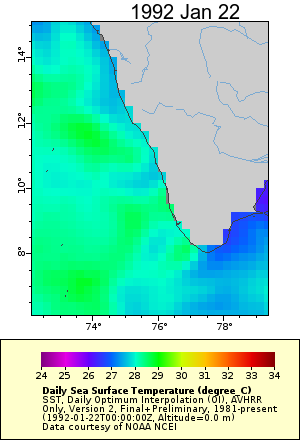 1992 Jan 22
14°
12°
10°
8°
74°
76°
78°
24 25 26 27 28 29 30 31 32 33 34
Daily Sea Surface Temperature (degree_C)
SST, Daily Optimum Interpolation (OI), AVHRR
Only, Version 2, Final+Preliminary, 1981-present
(1992-01-22T00:00:00Z, Altitude=0.0 m)
Data courtesy of NOAA NCEI